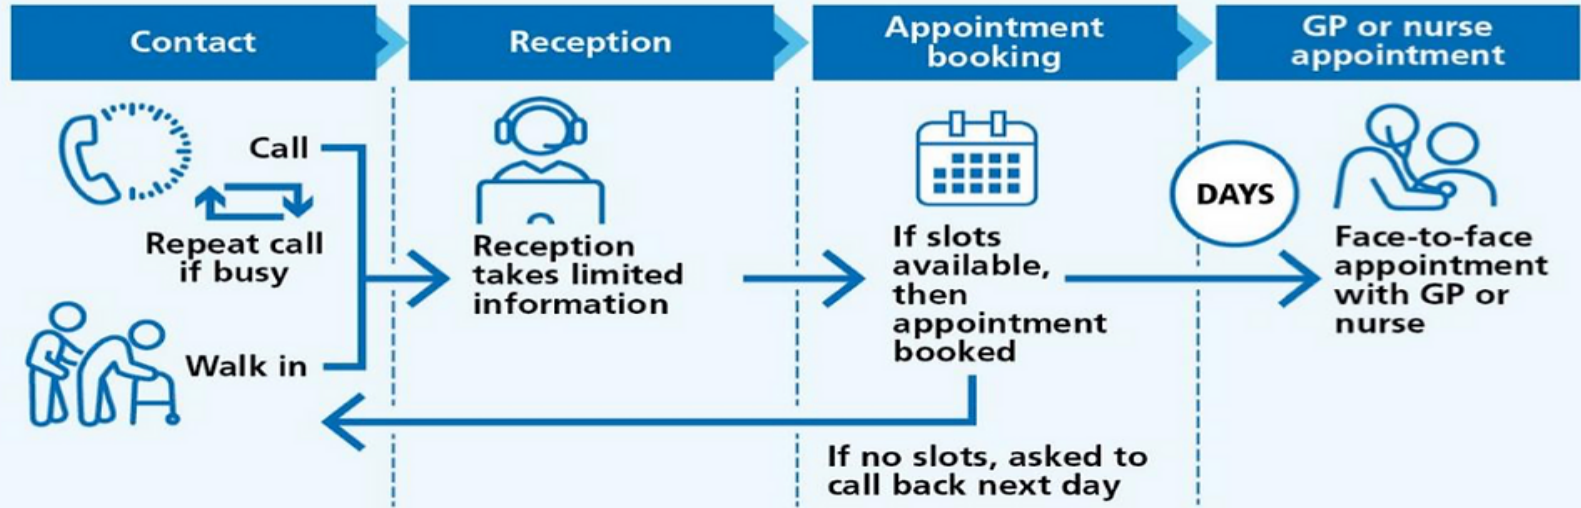 Contact
Reception
Appointment
booking
GP or nurse
appointment
Call
Repeat call
if busy
Walk in
Reception
takes limited
information
If slots
available,
then
appointment
booked
If no slots, asked to
call back next day
DAYS
Face-to-face
appointment
with GP or
nurse